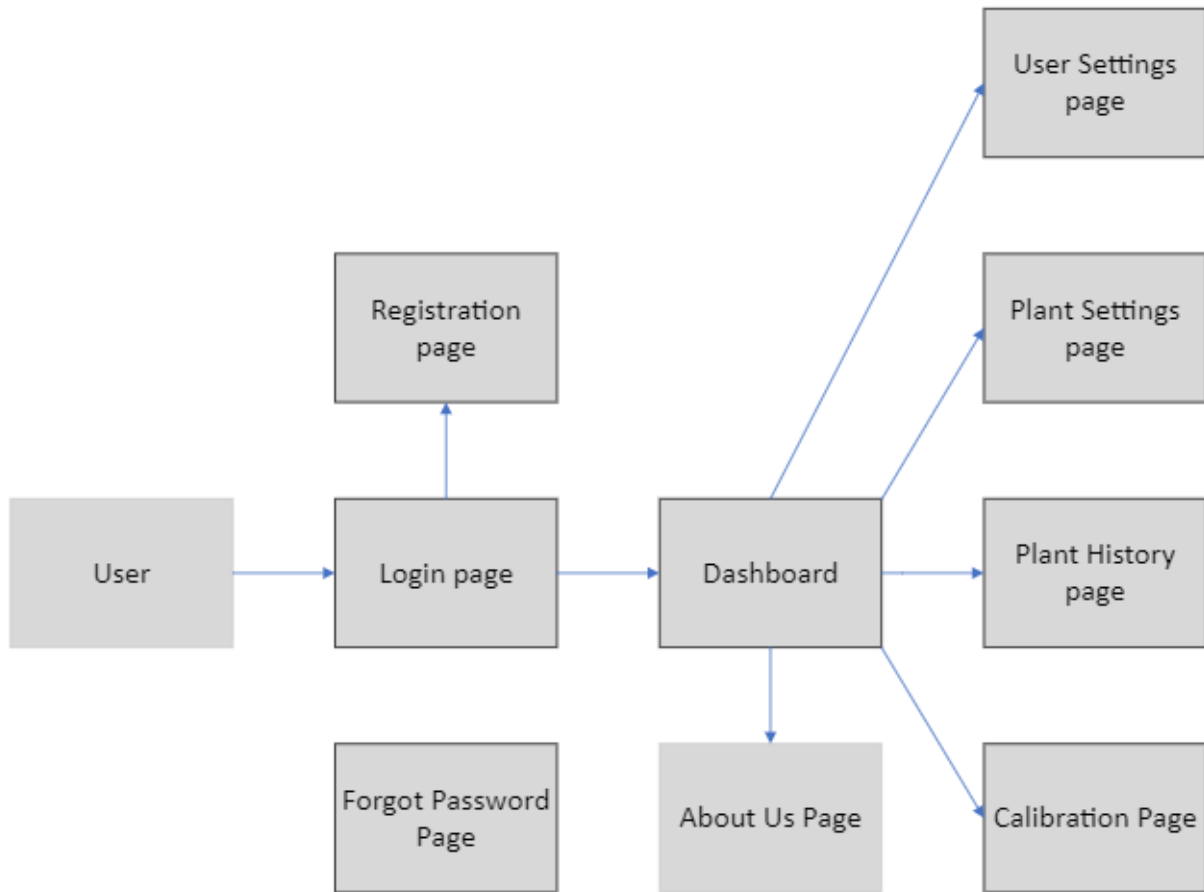 User Settings
page
Registration
page
Plant Settings
page
User
Login page
Dashboard
Plant History
page
Forgot Password
Page
About Us Page
Calibration Page